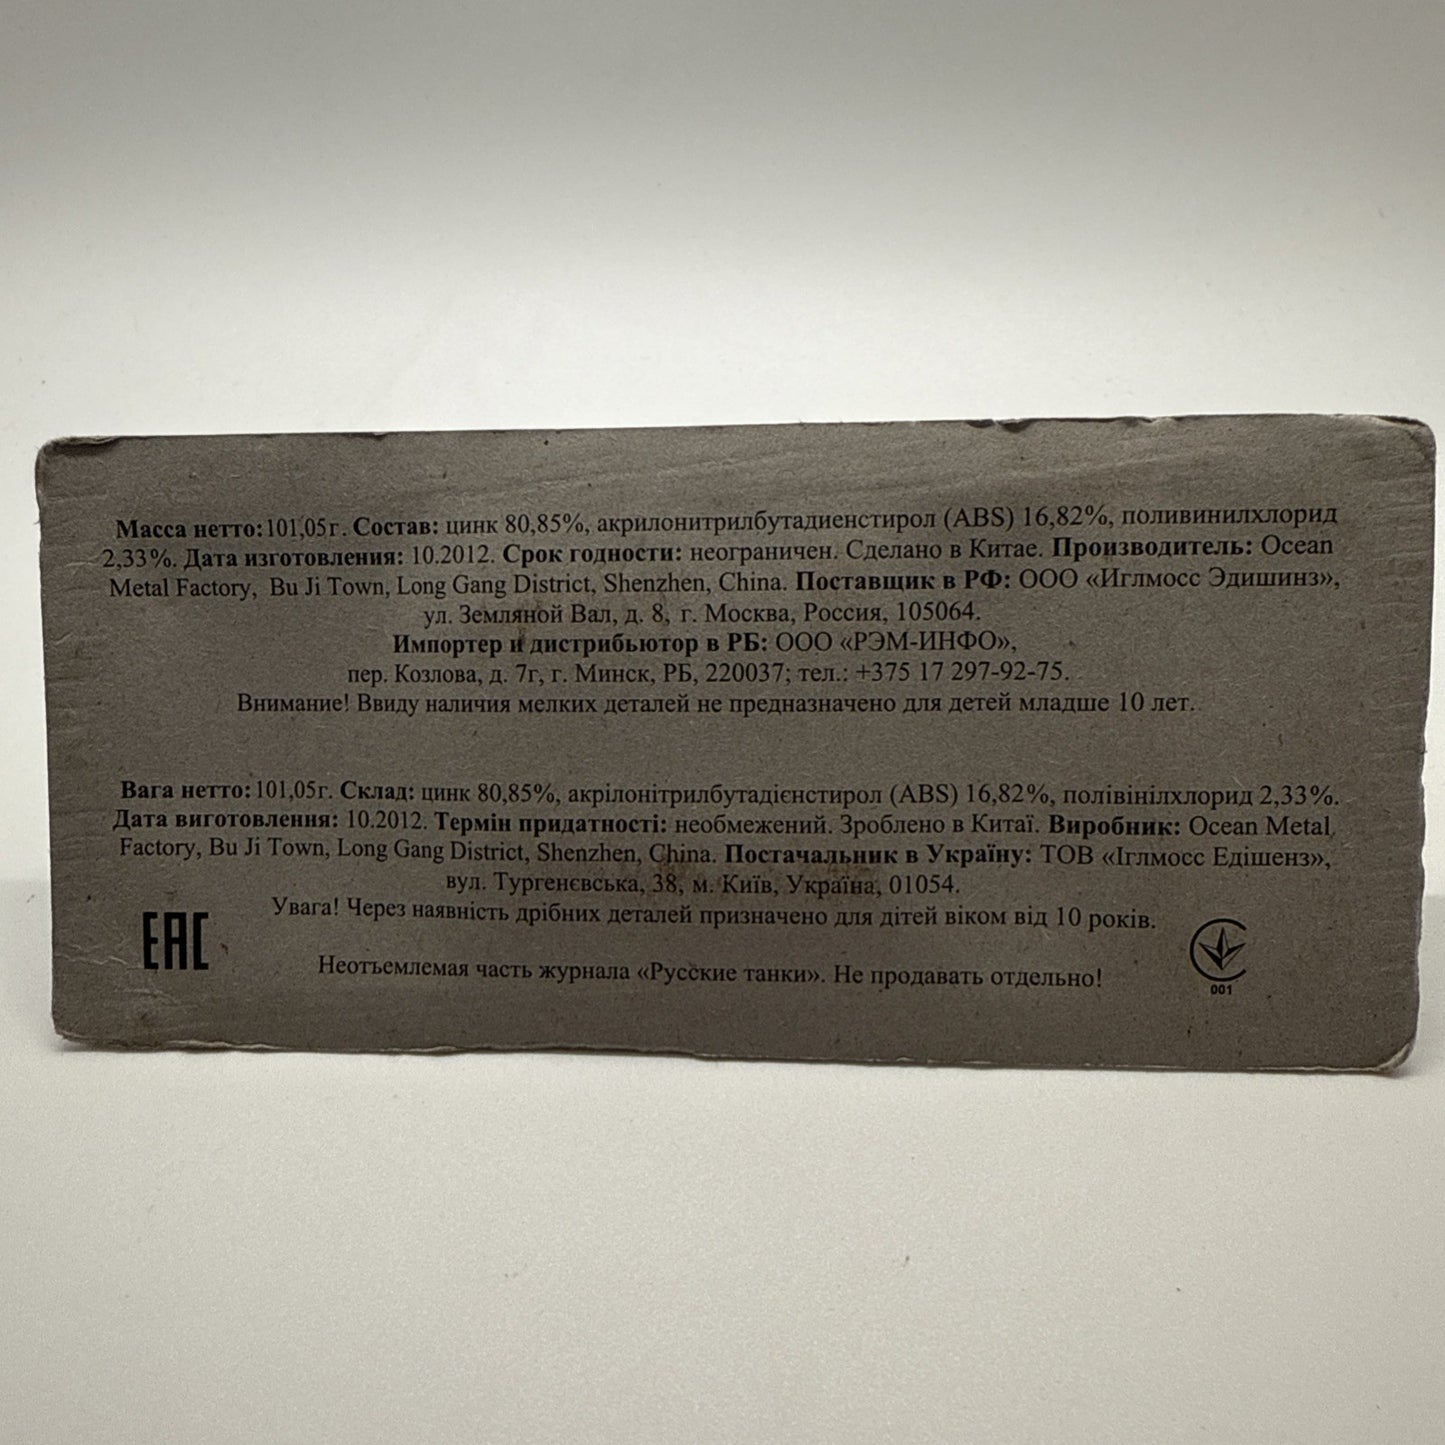 Масса нетто: 101,05г. Состав: цинк 80,85%, акрилонитрилбутадиенстирол (ABS) 16,82%, поливинилхлорид
2,33%. Дата изготовления: 10.2012. Срок годности: неограничен. Сделано в Китае. Производитель: Ocean
Metal Factory, Bu Ji Town, Long Gang District, Shenzhen, China. Поставщик в РФ: ООО «Иглмосс Эдишинз»,
ул. Земляной Вал, д. 8, г. Москва, Россия, 105064.
Импортер и дистрибьютор в РБ: ООО «РЭМ-ИНФО»,
пер. Козлова, д. 7г, г. Минск, РБ, 220037; тел.: +375 17 297-92-75.
Внимание! Ввиду наличия мелких деталей не предназначено для детей младше 10 лет.
Вага нетто: 101,05г. Склад: цинк 80,85%, акрілонітрилбутадієнстирол (ABS) 16,82%, полівінілхлорид 2,33%.
Дата виготовлення: 10.2012. Термін придатності: необмежений. Зроблено в Китаї. Виробник: Ocean Metal
Factory, Bu Ji Town, Long Gang District, Shenzhen, China. Постачальник в Україну: ТОВ «Іглмосс Едішенз»,
вул. Тургенєвська, 38, м. Київ, Україна, 01054.
Увага! Через наявність дрібних деталей призначено для дітей віком від 10 років.
EAC
Неотъемлемая часть журнала «Русские танки». Не продавать отдельно!
001